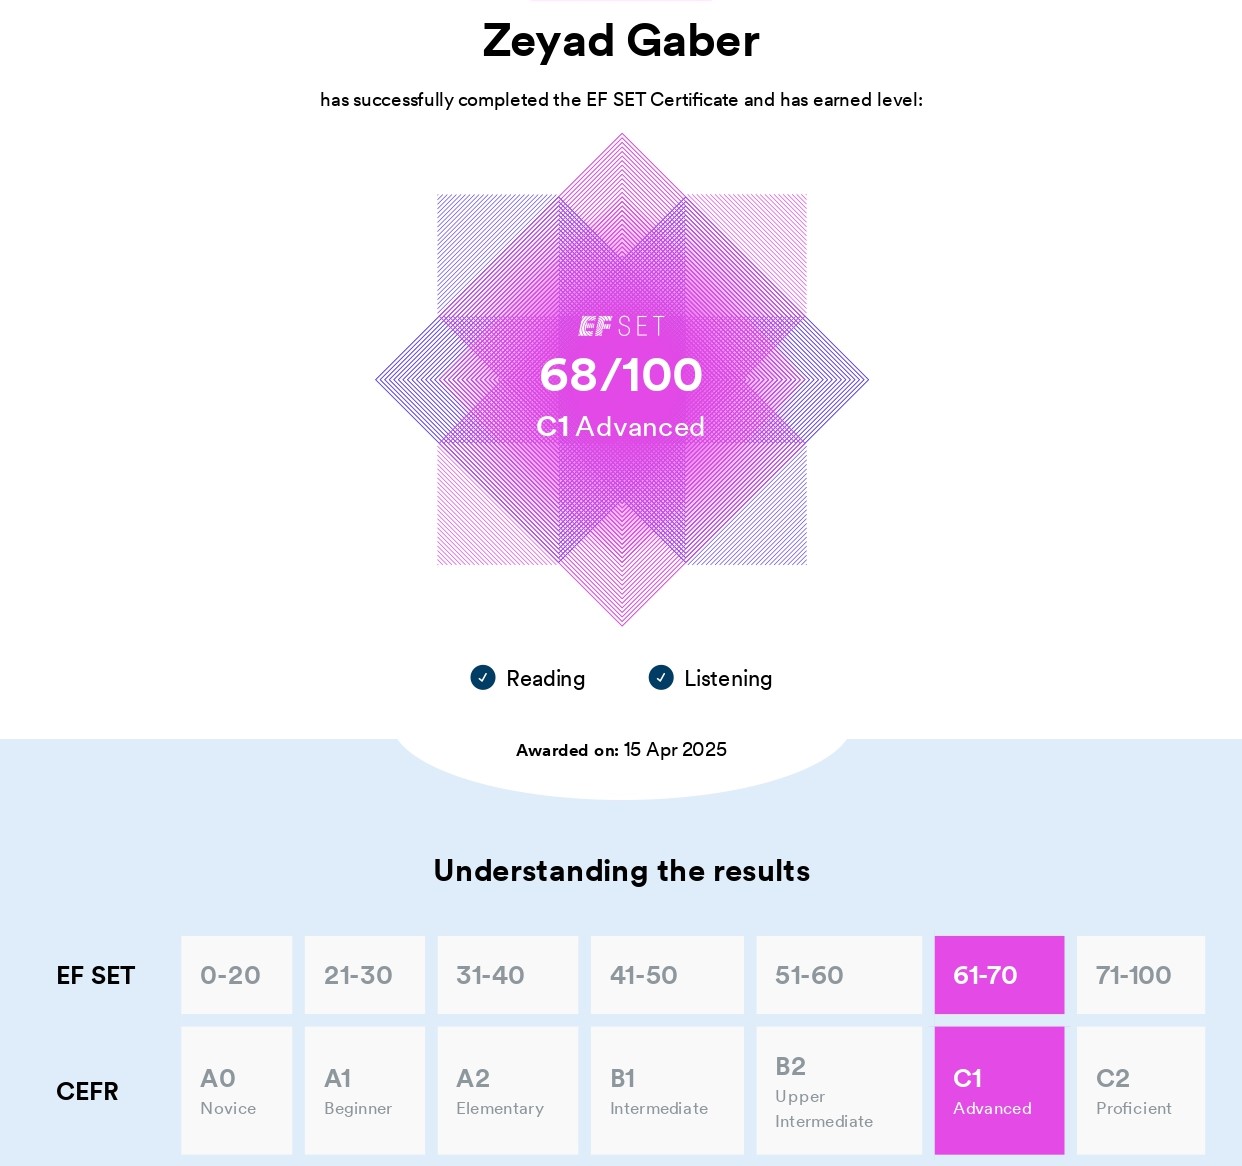 Zeyad Gaber
has successfully completed the EF SET Certificate and has earned level:
EF SET
68/100
C1 Advanced
Reading Listening
Awarded on: 15 Apr 2025
Understanding the results
EF SET 0-20 21-30 31-40 41-50 51-60 61-70 71-100
CEFR
A0 Novice
A1 Beginner
A2 Elementary
B1 Intermediate
B2 Upper Intermediate
C1 Advanced
C2 Proficient